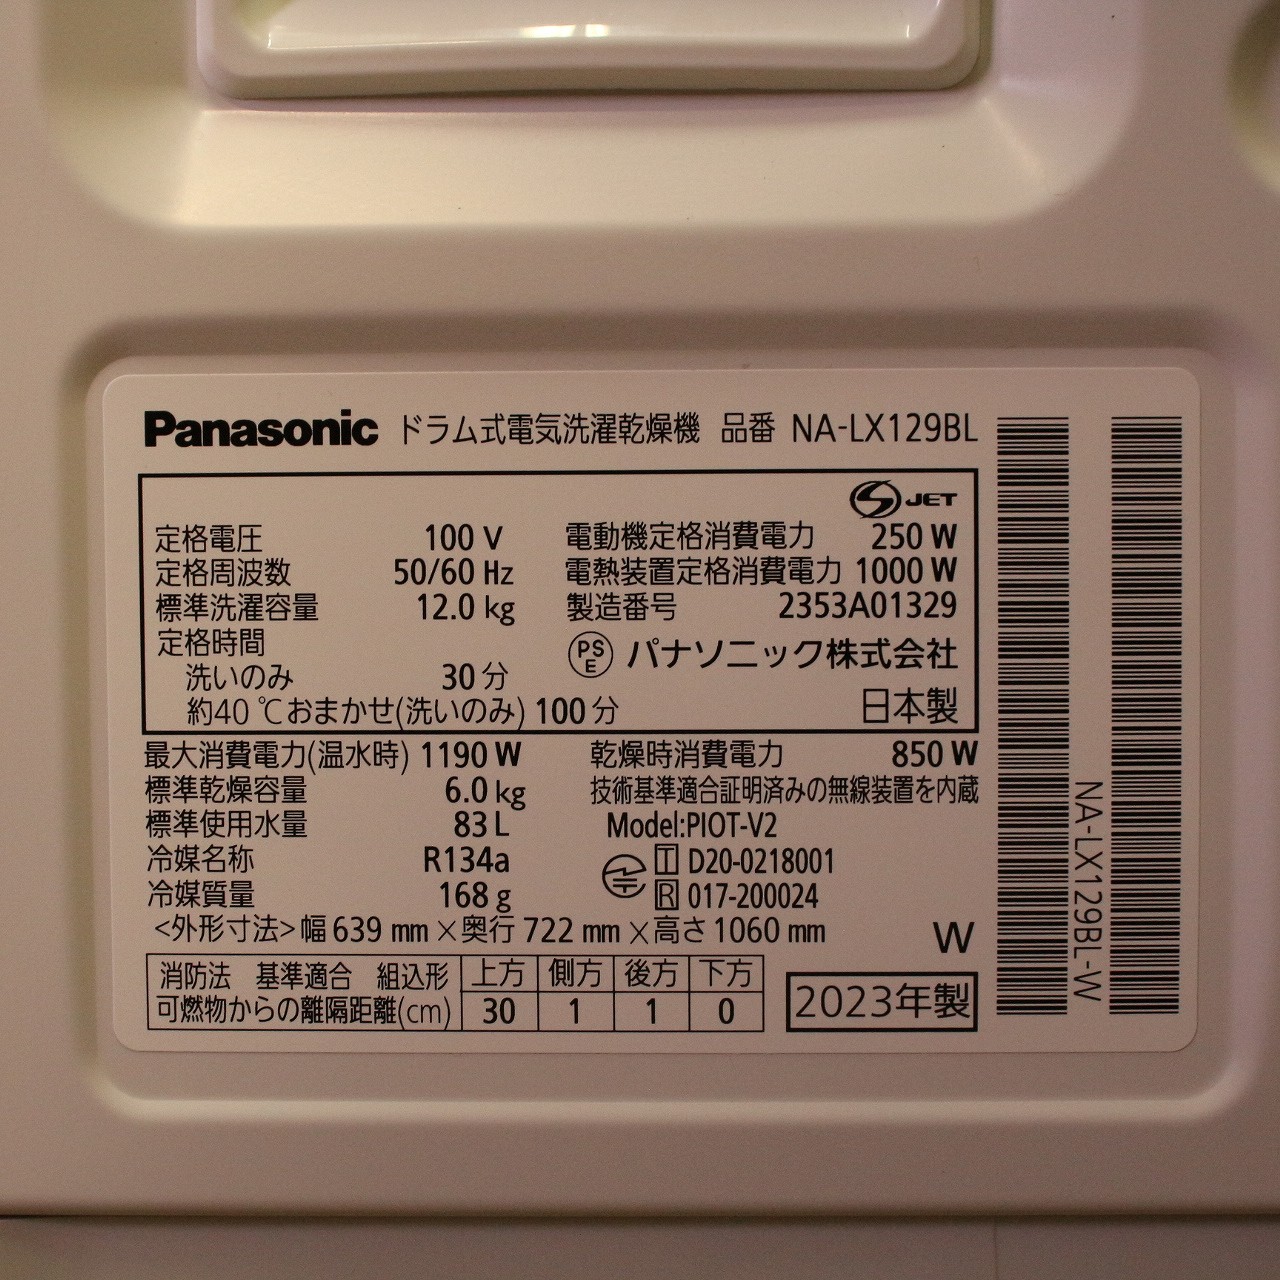 Panasonic ドラム式電気洗濯乾燥機 品番 NA-LX129BL
S JET
定格電圧 100 V 電動機定格消費電力 250 W
定格周波数 50/60 Hz 電熱装置定格消費電力 1000 W
標準洗濯容量 12.0 kg 製造番号 2353A01329
定格時間
PS E パナソニック株式会社
洗いのみ 30 分
約40 ℃おまかせ(洗いのみ) 100 分 日本製
最大消費電力(温水時) 1190 W 乾燥時消費電力 850 W
標準乾燥容量 6.0 kg 技術基準適合証明済みの無線装置を内蔵
標準使用水量 83 L Model:PIOT-V2
冷媒名称 R134a T D20-0218001
冷媒質量 168 g R 017-200024
<外形寸法> 幅 639 mm × 奥行 722 mm × 高さ 1060 mm W
消防法 基準適合 組込形 上方 側方 後方 下方
可燃物からの離隔距離(cm) 30 1 1 0
2023年製
NA-LX129BL-W